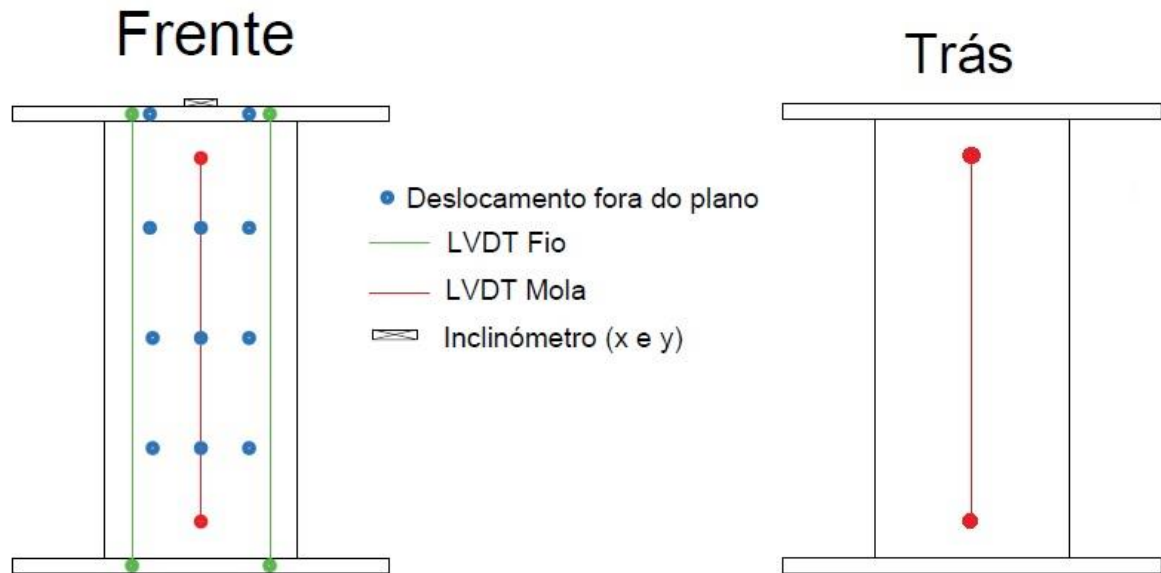 Frente
Trás
Deslocamento fora do plano
LVDT Fio
LVDT Mola
Inclinómetro (x e y)